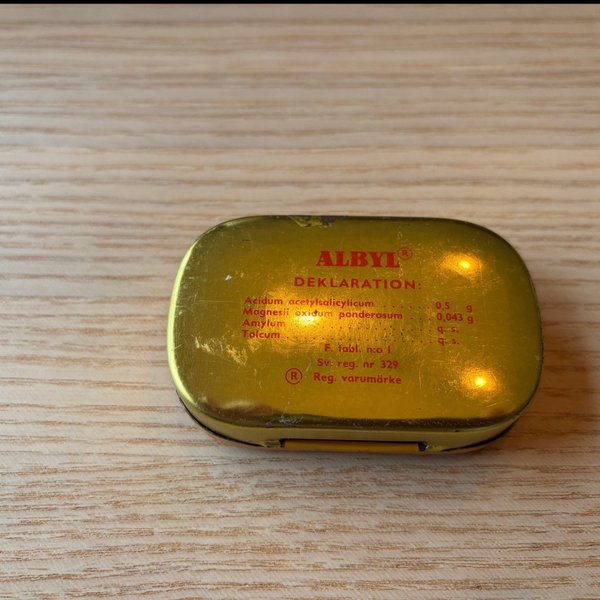 ALBYL®
DEKLARATION:
Acidum acetylsalicylicum . . . . . . . 0,5 g
Magnesii oxidum ponderosum . . . . 0,043 g
Amylum . . . . . . . . . . . . . . . . q. s.
Talcum . . . . . . . . . . . . . . . . q. s.
F. tabl. n:o 1
Sv. reg. nr 329
® Reg. varumärke